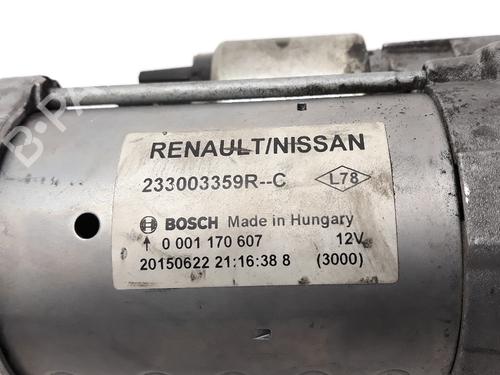 RENAULT/NISSAN
233003359R--C L78
BOSCH Made in Hungary
0 001 170 607 12V
20150622 21:16:38 8 (3000)
B-PA